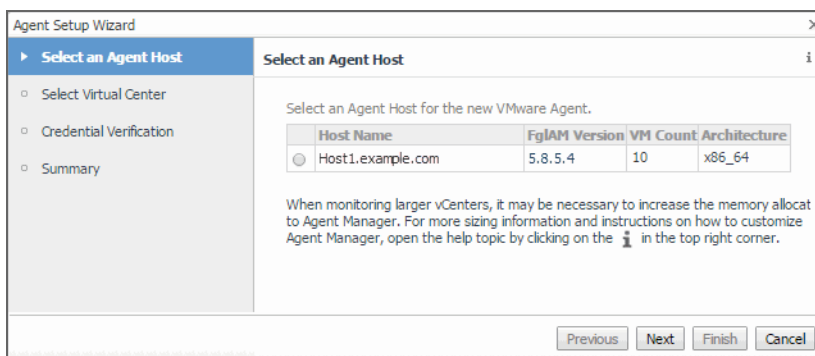 Agent Setup Wizard
Select an Agent Host
Select Virtual Center
Credential Verification
Summary
Select an Agent Host
i
Select an Agent Host for the new VMware Agent.
Host Name FglAM Version VM Count Architecture
Host1.example.com 5.8.5.4 10 x86_64
When monitoring larger vCenters, it may be necessary to increase the memory allocat
to Agent Manager. For more sizing information and instructions on how to customize
Agent Manager, open the help topic by clicking on the i in the top right corner.
Previous Next Finish Cancel